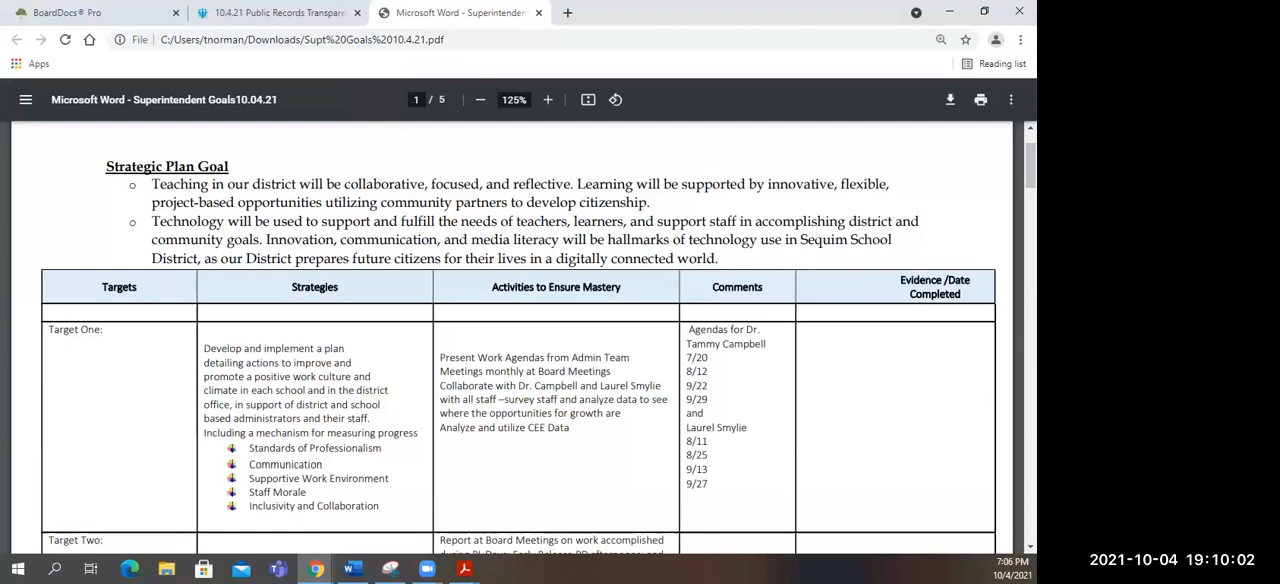 BoardDocs® Pro
10.4.21 Public Records Transpare
Microsoft Word - Superintenden
File
C:/Users/tnorman/Downloads/Supt%20Goals%2010.4.21.pdf
Apps
Reading list
Microsoft Word - Superintendent Goals10.04.21
1 / 5
125%
Strategic Plan Goal
Teaching in our district will be collaborative, focused, and reflective. Learning will be supported by innovative, flexible,
project-based opportunities utilizing community partners to develop citizenship.
Technology will be used to support and fulfill the needs of teachers, learners, and support staff in accomplishing district and
community goals. Innovation, communication, and media literacy will be hallmarks of technology use in Sequim School
District, as our District prepares future citizens for their lives in a digitally connected world.
Targets
Strategies
Activities to Ensure Mastery
Comments
Evidence /Date
Completed
Target One:
Develop and implement a plan
detailing actions to improve and
promote a positive work culture and
climate in each school and in the district
office, in support of district and school
based administrators and their staff.
Including a mechanism for measuring progress
Standards of Professionalism
Communication
Supportive Work Environment
Staff Morale
Inclusivity and Collaboration
Present Work Agendas from Admin Team
Meetings monthly at Board Meetings
Collaborate with Dr. Campbell and Laurel Smylie
with all staff –survey staff and analyze data to see
where the opportunities for growth are
Analyze and utilize CEE Data
Agendas for Dr.
Tammy Campbell
7/20
8/12
9/22
9/29
and
Laurel Smylie
8/11
8/25
9/13
9/27
Target Two:
Report at Board Meetings on work accomplished
7:06 PM
10/4/2021
2021-10-04 19:10:02